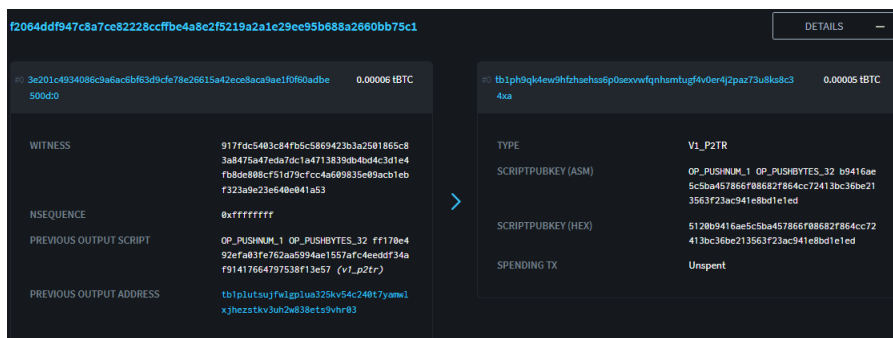 f2064ddf947c8a7ce82228ccffbe4a8e2f5219a2a1e29ee95b688a2660bb75c1
DETAILS
#0 3e201c4934086c9a6ac6bf63d9cfe78e26615a42ece8aca9ae1f0f60adbe 0.00006 tBTC
500d:0
WITNESS 917fdc5403c84fb5c5869423b3a2501865c8
3a8475a47eda7dc1a4713839db4bd4c3d1e4
fb8de808cf51d79cfcc4a609835e09acb1eb
f323a9e23e640e041a53
NSEQUENCE 0xffffffff
PREVIOUS OUTPUT SCRIPT OP_PUSHNUM_1 OP_PUSHBYTES_32 ff170e4
92efa03fe762aa5994ae1557afc4eeddf34a
f91417664797538f13e57 (v1_p2tr)
PREVIOUS OUTPUT ADDRESS tb1plutsujfwlgplua325kv54c240t7yamwl
xjhezstkv3uh2w838ets9vhr03
#0 tb1ph9qk4ew9hfzhsehss6p0sexvwfqnhsmtugf4v0er4j2paz73u8ks8c3 0.00005 tBTC
4xa
TYPE V1_P2TR
SCRIPTPUBKEY (ASM) OP_PUSHNUM_1 OP_PUSHBYTES_32 b9416ae
5c5ba457866f08682f864cc72413bc36be21
3563f23ac941e8bd1e1ed
SCRIPTPUBKEY (HEX) 5120b9416ae5c5ba457866f08682f864cc72
413bc36be213563f23ac941e8bd1e1ed
SPENDING TX Unspent